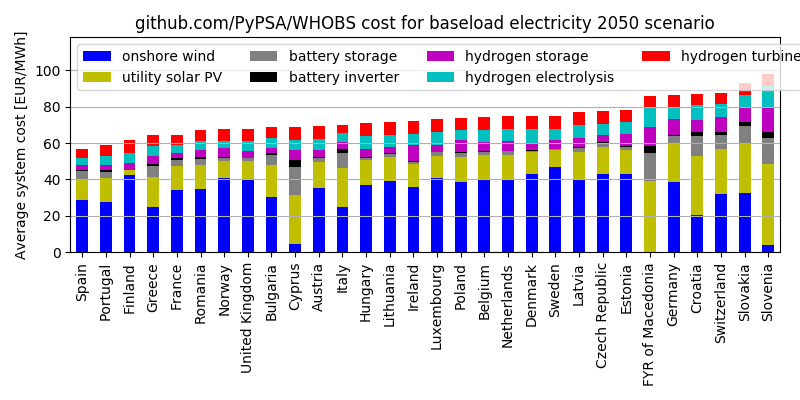 github.com/PyPSA/WHOBS cost for baseload electricity 2050 scenario
Average system cost [EUR/MWh]
onshore wind
utility solar PV
battery storage
battery inverter
hydrogen storage
hydrogen electrolysis
hydrogen turbine
100
80
60
40
20
0
Spain
Portugal
Finland
Greece
France
Romania
Norway
United Kingdom
Bulgaria
Cyprus
Austria
Italy
Hungary
Lithuania
Ireland
Luxembourg
Poland
Belgium
Netherlands
Denmark
Sweden
Latvia
Czech Republic
Estonia
FYR of Macedonia
Germany
Croatia
Switzerland
Slovakia
Slovenia